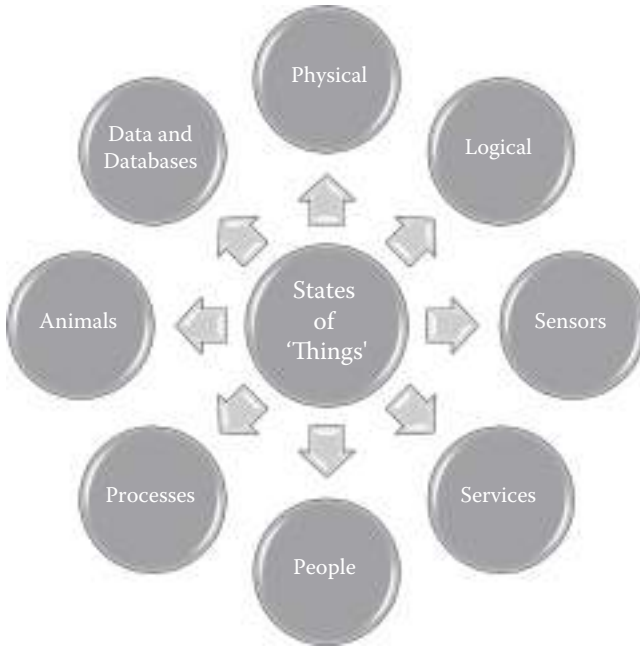 Physical
Logical
Data and
Databases
States
of
‘Things'
Animals
Sensors
Processes
Services
People